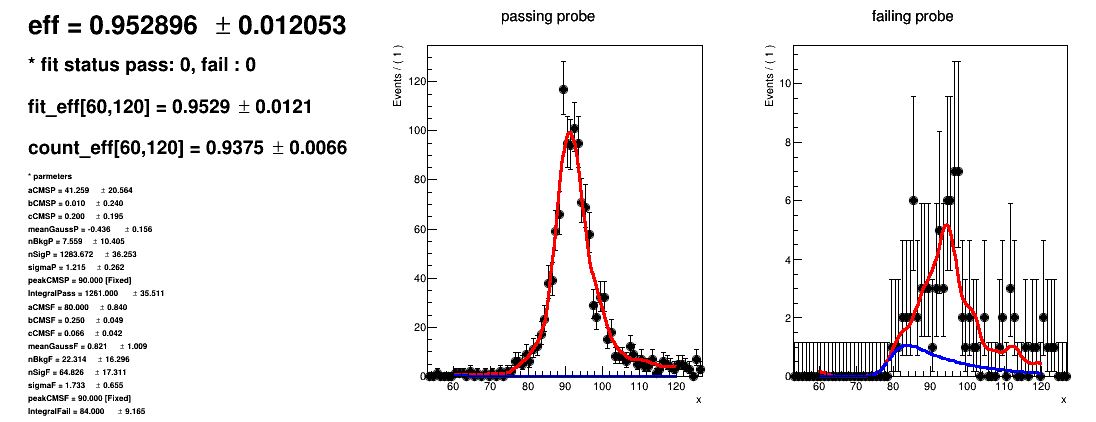 eff = 0.952896 ± 0.012053
* fit status pass: 0, fail : 0
fit_eff[60,120] = 0.9529 ± 0.0121
count_eff[60,120] = 0.9375 ± 0.0066
* parmeters
aCMSP = 41.259 ± 20.564
bCMSP = 0.010 ± 0.240
cCMSP = 0.200 ± 0.195
meanGaussP = -0.436 ± 0.156
nBkgP = 7.559 ± 10.405
nSigP = 1283.672 ± 36.253
sigmaP = 1.215 ± 0.262
peakCMSP = 90.000 [Fixed]
IntegralPass = 1261.000 ± 35.511
aCMSF = 80.000 ± 0.840
bCMSF = 0.250 ± 0.049
cCMSF = 0.066 ± 0.042
meanGaussF = 0.821 ± 1.009
nBkgF = 22.314 ± 16.296
nSigF = 64.826 ± 17.311
sigmaF = 1.733 ± 0.655
peakCMSF = 90.000 [Fixed]
IntegralFail = 84.000 ± 9.165
passing probe
Events / ( 1 )
120
100
80
60
40
20
0
60 70 80 90 100 110 120
x
failing probe
Events / ( 1 )
10
8
6
4
2
0
60 70 80 90 100 110 120
x